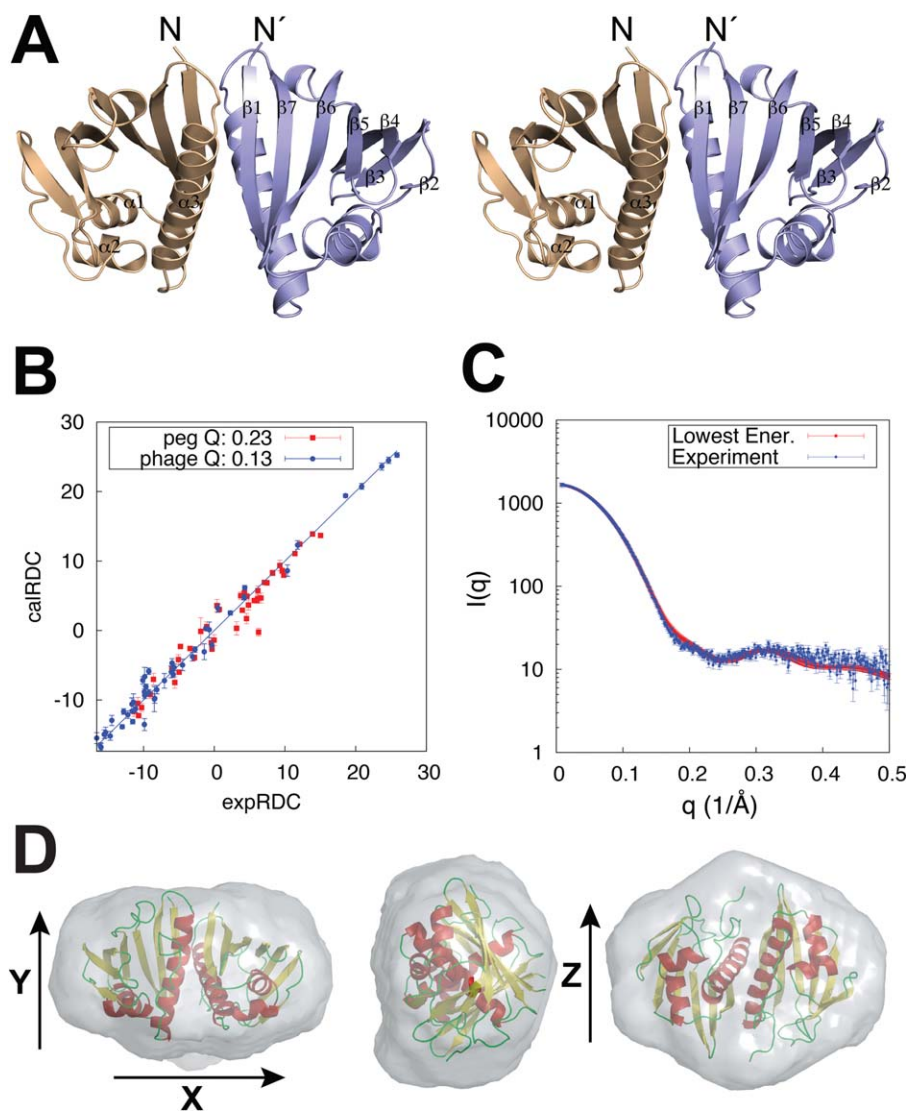 A
N N´ N N´
β1 β7 β6 β5 β4 β3 β2 α1 α3 α2
β1 β7 β6 β5 β4 β3 β2 α1 α3 α2
B
30
20
10
0
-10
-10 0 10 20 30
calRDC
expRDC
peg Q: 0.23
phage Q: 0.13
C
10000
1000
100
10
1
0 0.1 0.2 0.3 0.4 0.5
I(q)
q (1/Å)
Lowest Ener.
Experiment
D
Y
X
Z